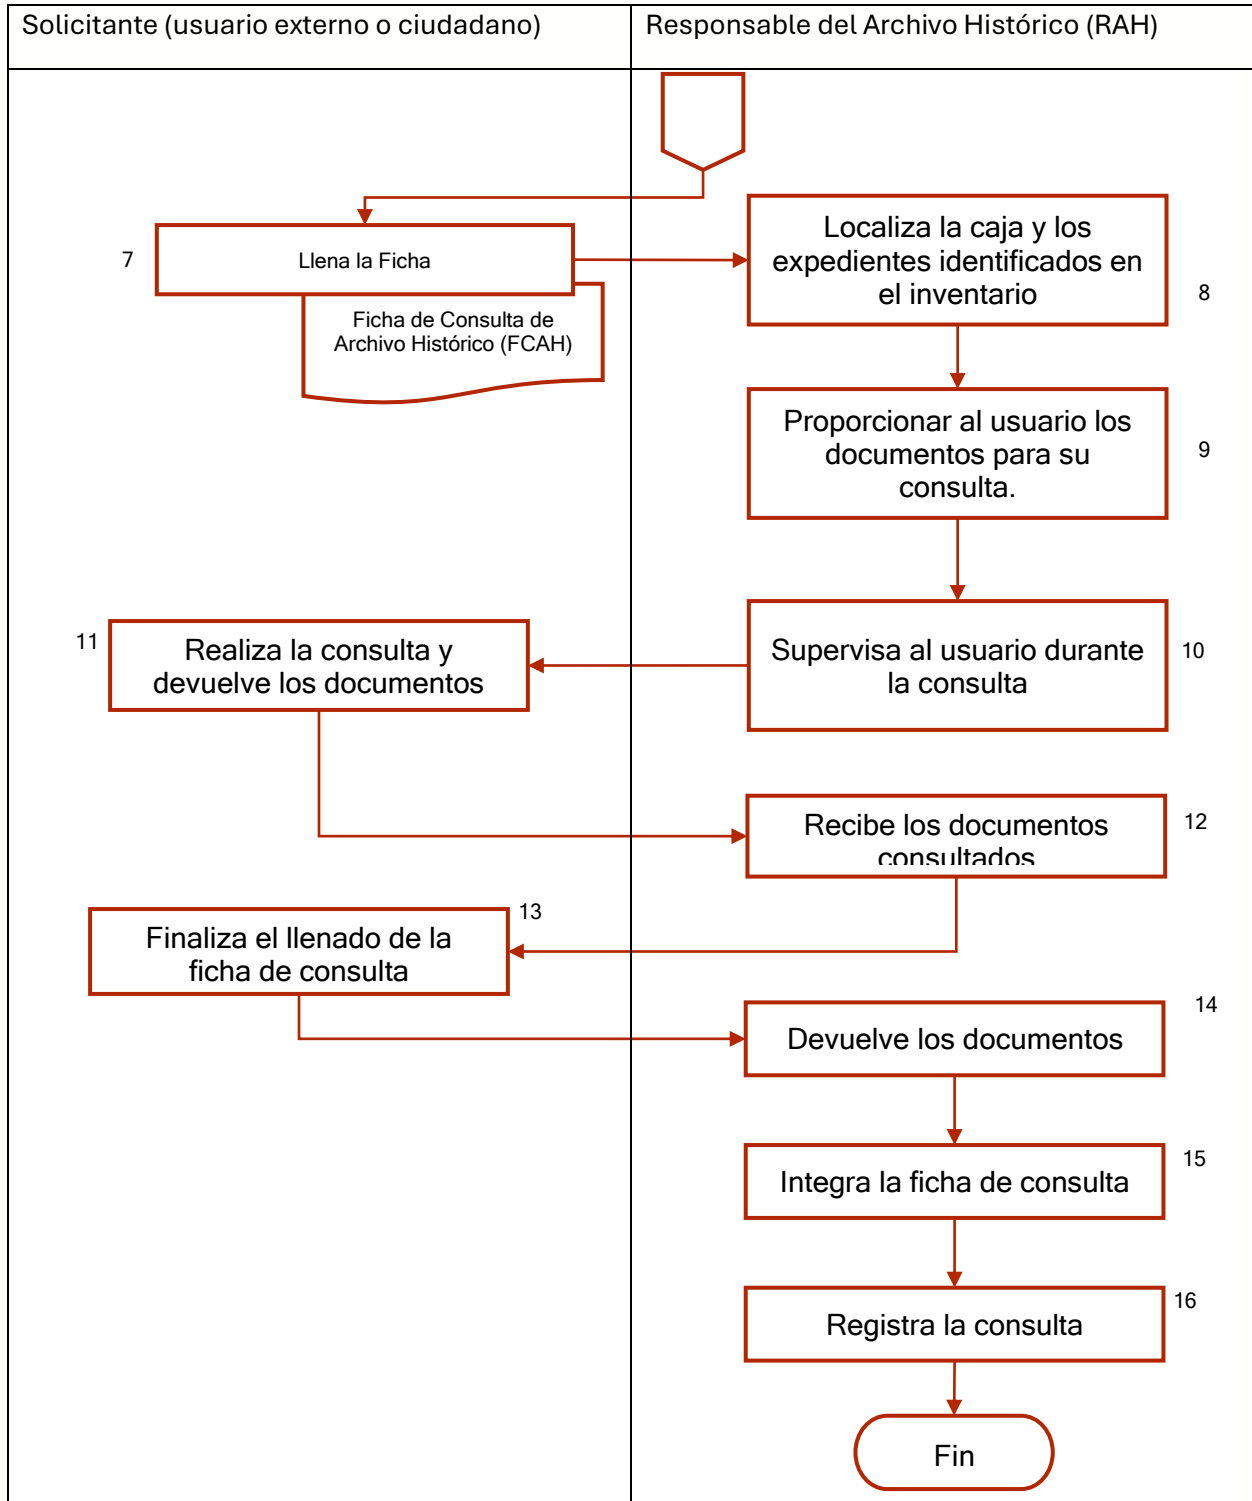 Solicitante (usuario externo o ciudadano)
Responsable del Archivo Histórico (RAH)
7
Llena la Ficha
Ficha de Consulta de
Archivo Histórico (FCAH)
Localiza la caja y los
expedientes identificados en
el inventario
8
Proporcionar al usuario los
documentos para su
consulta.
9
Supervisa al usuario durante
la consulta
10
11
Realiza la consulta y
devuelve los documentos
Recibe los documentos
consultados
12
13
Finaliza el llenado de la
ficha de consulta
14
Devuelve los documentos
15
Integra la ficha de consulta
16
Registra la consulta
Fin